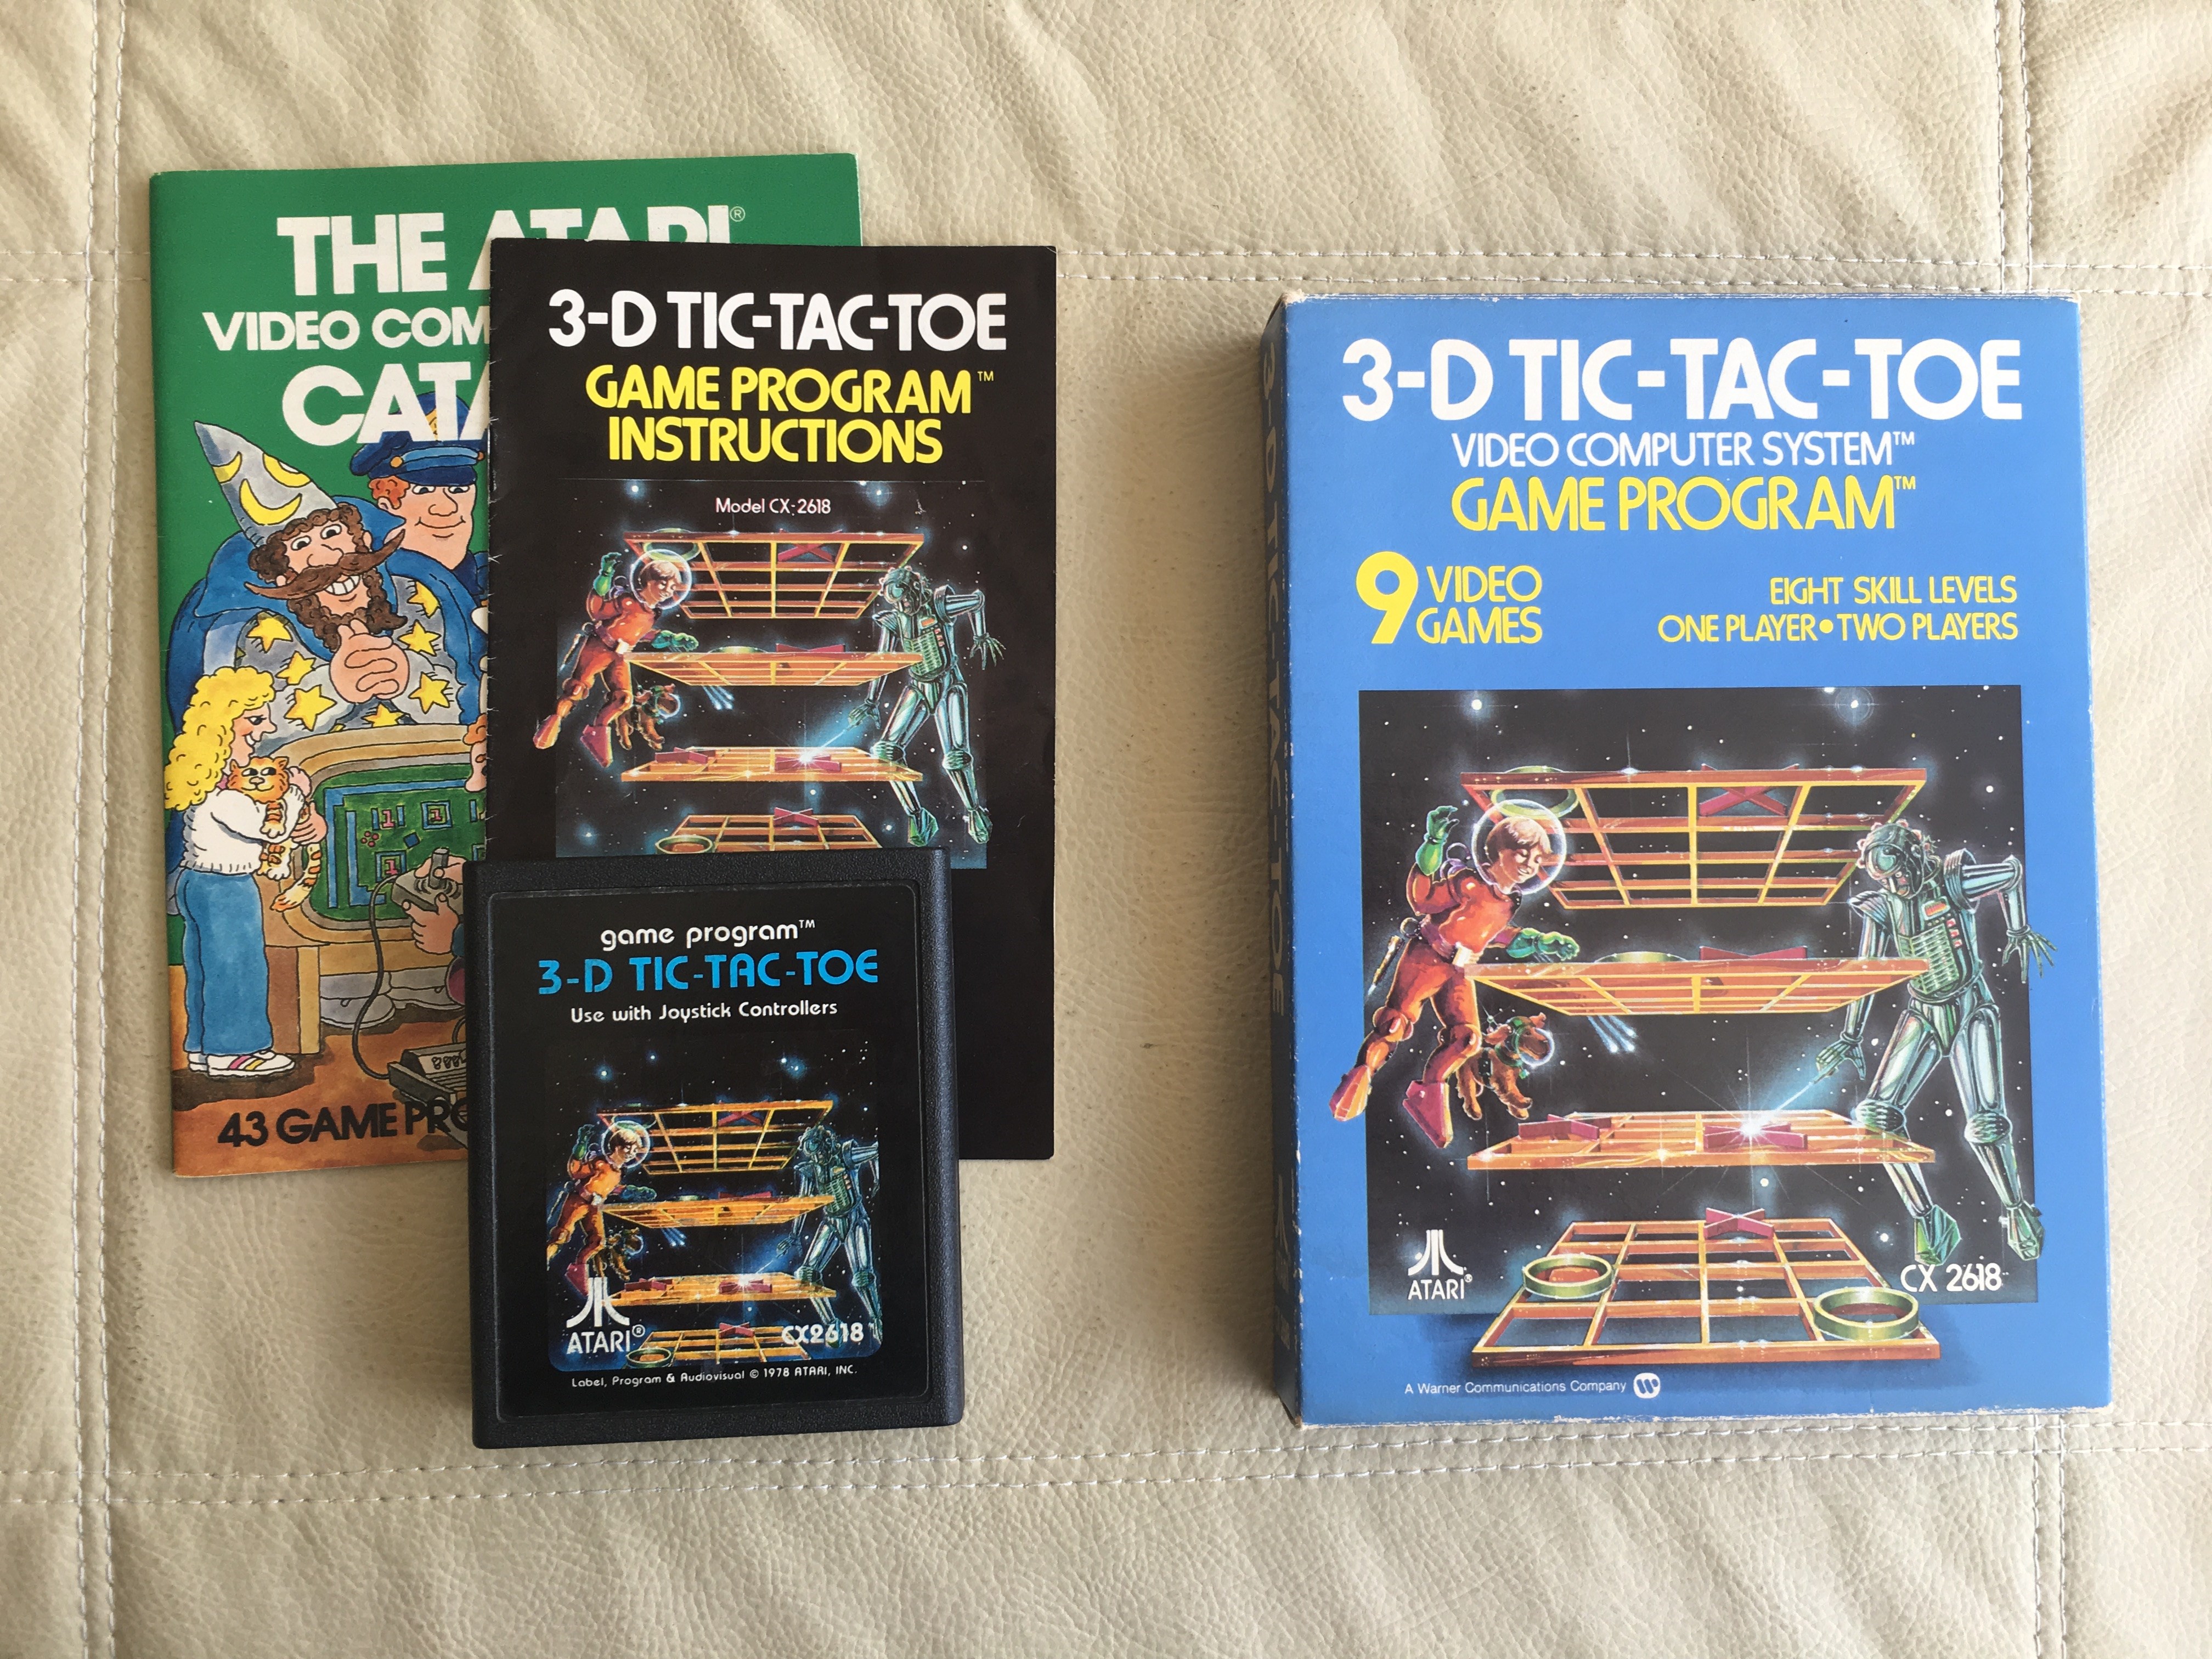 THE ATARI®
VIDEO COM
CATA
43 GAME PRO
3-D TIC-TAC-TOE
GAME PROGRAM™
INSTRUCTIONS
Model CX-2618
game program™
3-D TIC-TAC-TOE
Use with Joystick Controllers
ATARI®
CX2618
Label, Program & Audiovisual © 1978 ATARI, INC.
3-D TIC-TAC-TOE
3-D TIC-TAC-TOE
VIDEO COMPUTER SYSTEM™
GAME PROGRAM™
9 VIDEO GAMES
EIGHT SKILL LEVELS
ONE PLAYER•TWO PLAYERS
ATARI®
CX 2618
A Warner Communications Company